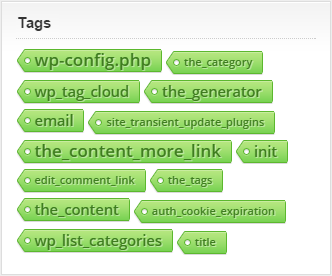 Tags
wp-config.php the_category
wp_tag_cloud the_generator
email site_transient_update_plugins
the_content_more_link init
edit_comment_link the_tags
the_content auth_cookie_expiration
wp_list_categories title